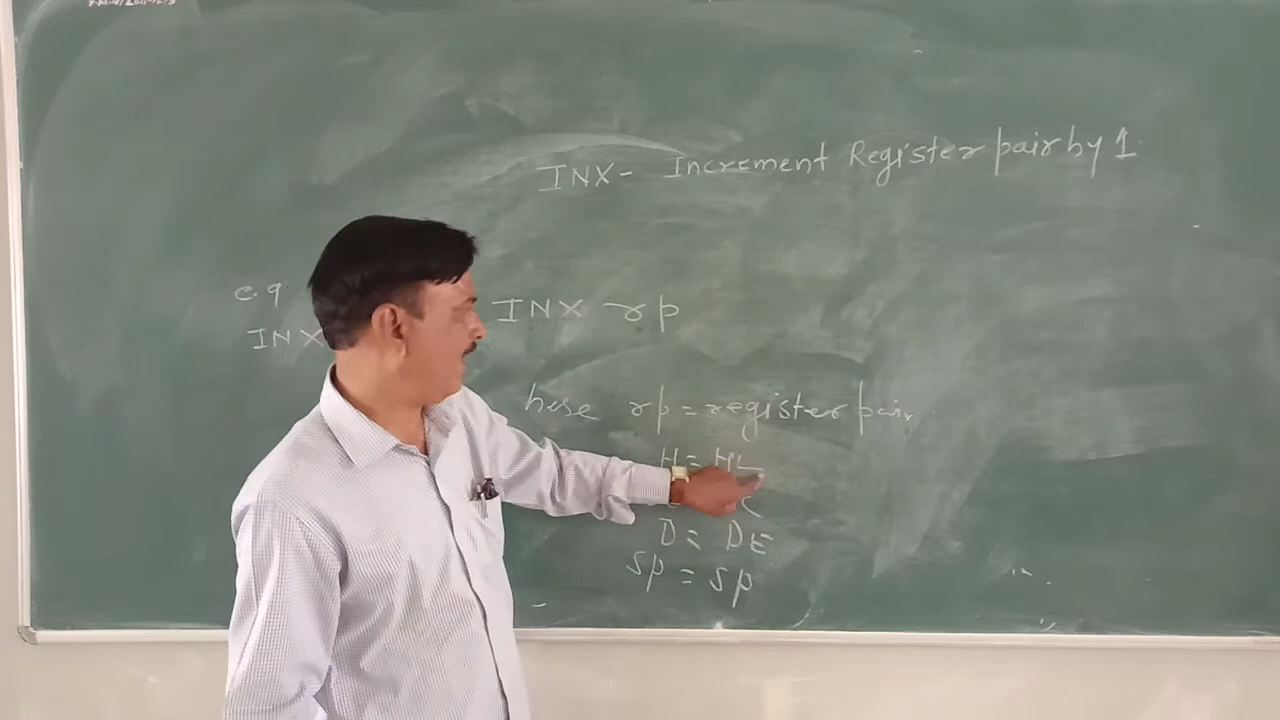 INX- Increment Register pair by 1
e.g
INX
INX rp
here rp = register pair
H = HL
C
D = DE
SP = SP